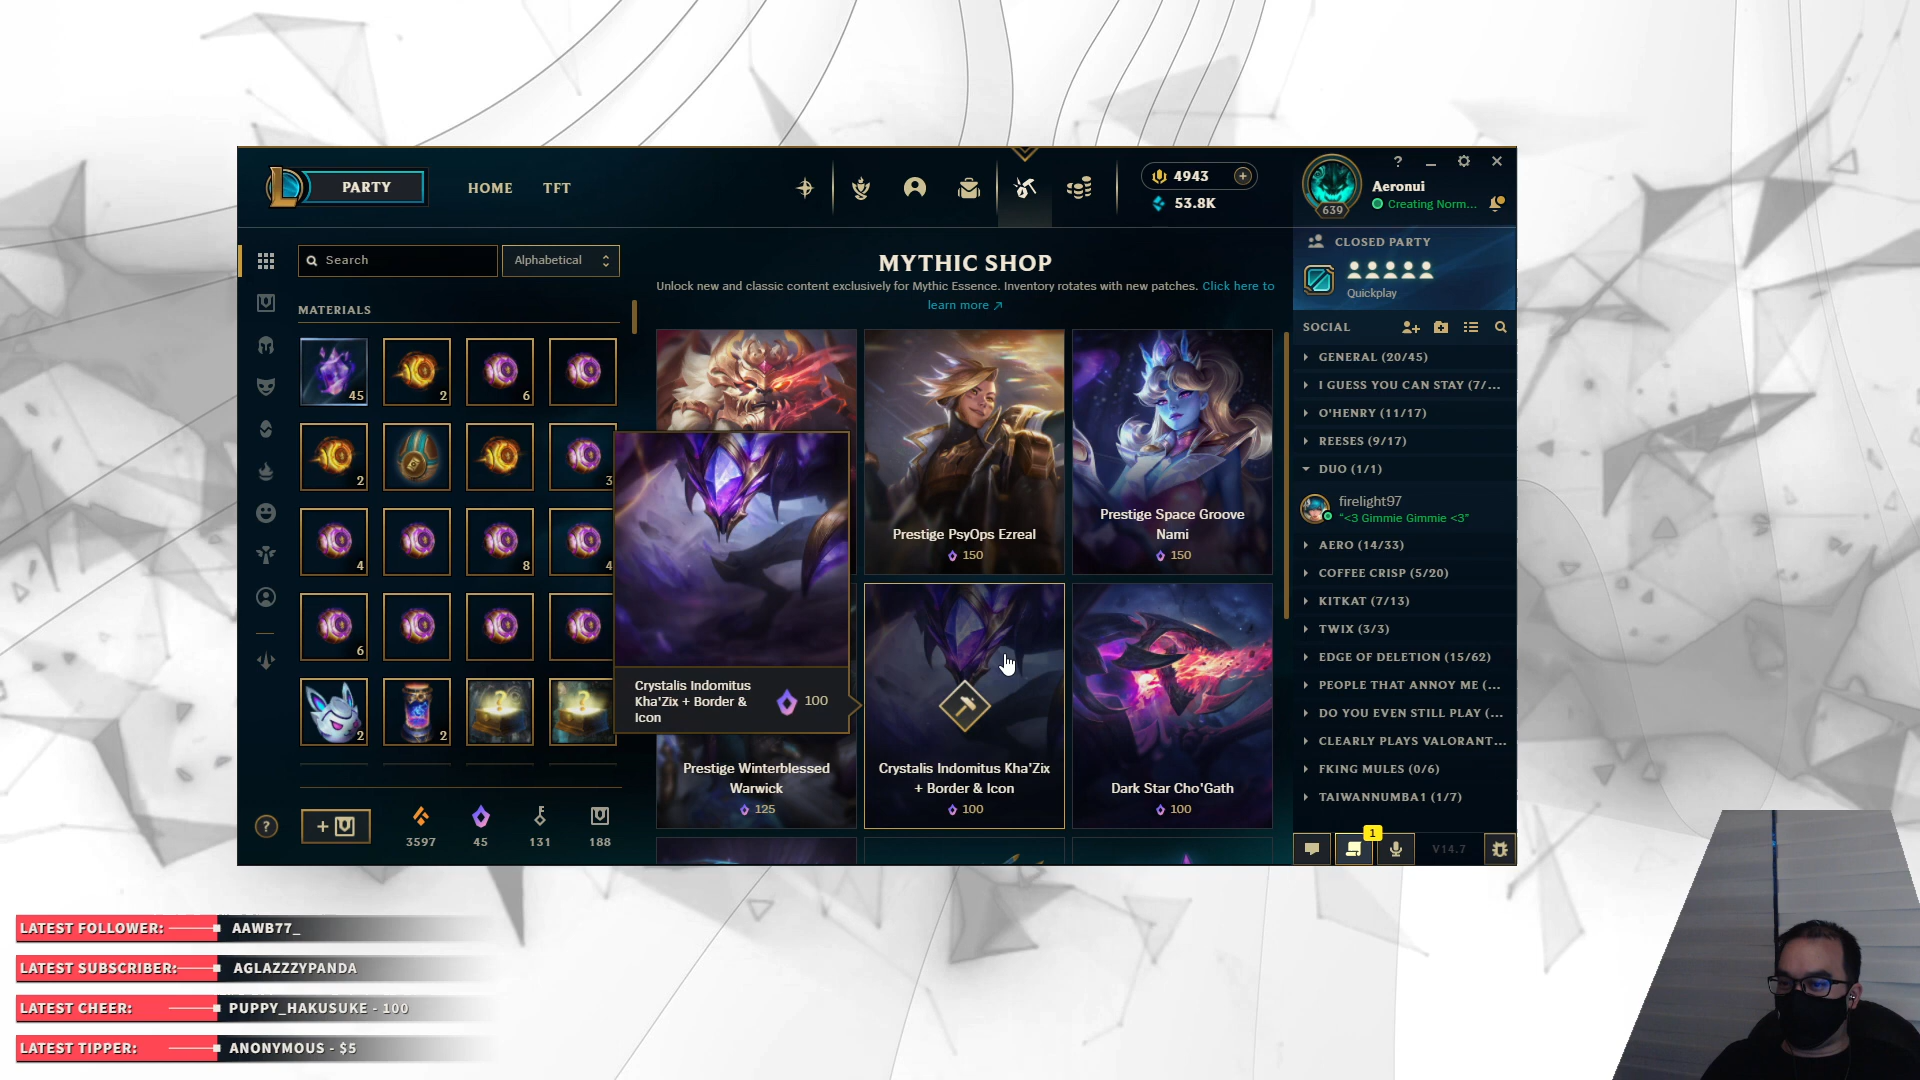 PARTY
HOME
TFT
4943
53.8K
639
Aeronui
Creating Norm...
Search
Alphabetical
MATERIALS
45
2
6
2
3
4
8
4
6
2
2
3597
45
131
188
MYTHIC SHOP
Unlock new and classic content exclusively for Mythic Essence. Inventory rotates with new patches. Click here to
learn more ↗
Prestige PsyOps Ezreal
150
Prestige Space Groove
Nami
150
Crystalis Indomitus
Kha'Zix + Border &
Icon
100
Prestige Winterblessed
Warwick
125
Crystalis Indomitus Kha'Zix
+ Border & Icon
100
Dark Star Cho'Gath
100
CLOSED PARTY
Quickplay
SOCIAL
GENERAL (20/45)
I GUESS YOU CAN STAY (7/...
O'HENRY (11/17)
REESES (9/17)
DUO (1/1)
firelight97
"<3 Gimmie Gimmie <3"
AERO (14/33)
COFFEE CRISP (5/20)
KITKAT (7/13)
TWIX (3/3)
EDGE OF DELETION (15/62)
PEOPLE THAT ANNOY ME (...
DO YOU EVEN STILL PLAY (...
CLEARLY PLAYS VALORANT...
FKING MULES (0/6)
TAIWANNUMBA1 (1/7)
1
V14.7
LATEST FOLLOWER:
AAWB77_
LATEST SUBSCRIBER:
AGLAZZZYPANDA
LATEST CHEER:
PUPPY_HAKUSUKE - 100
LATEST TIPPER:
ANONYMOUS - $5